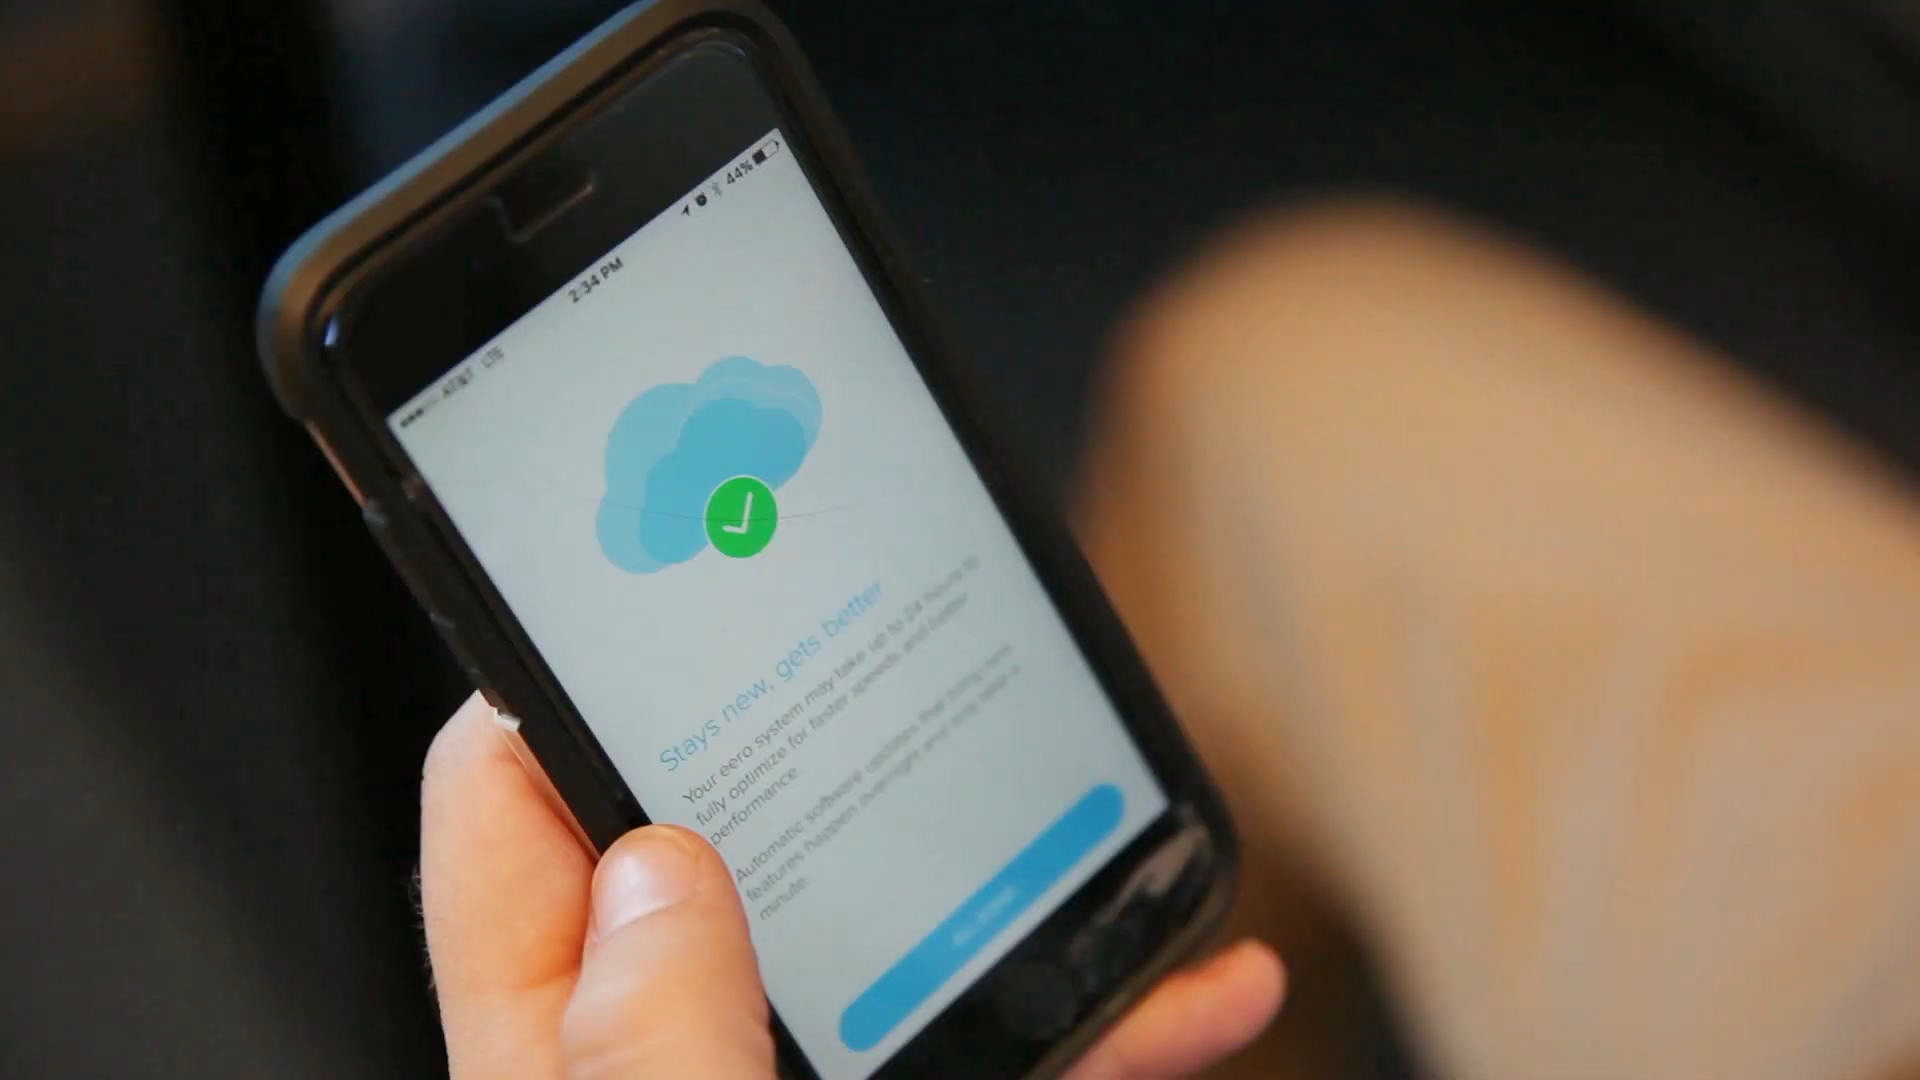 AT&T LTE 2:34 PM 44%
Stays new, gets better
Your eero system may take up to 24 hours to
fully optimize for faster speeds and better
performance.
Automatic software updates that bring new
features happen overnight and only take a
minute.